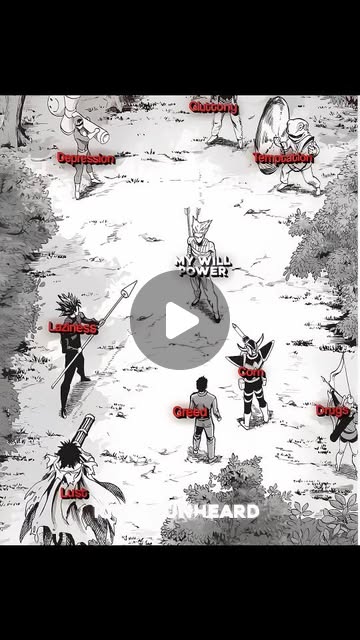 Gluttony
Depression
Temptation
MY WILL
POWER
Laziness
Corn
Greed
Drugs
Lust
UNHEARD